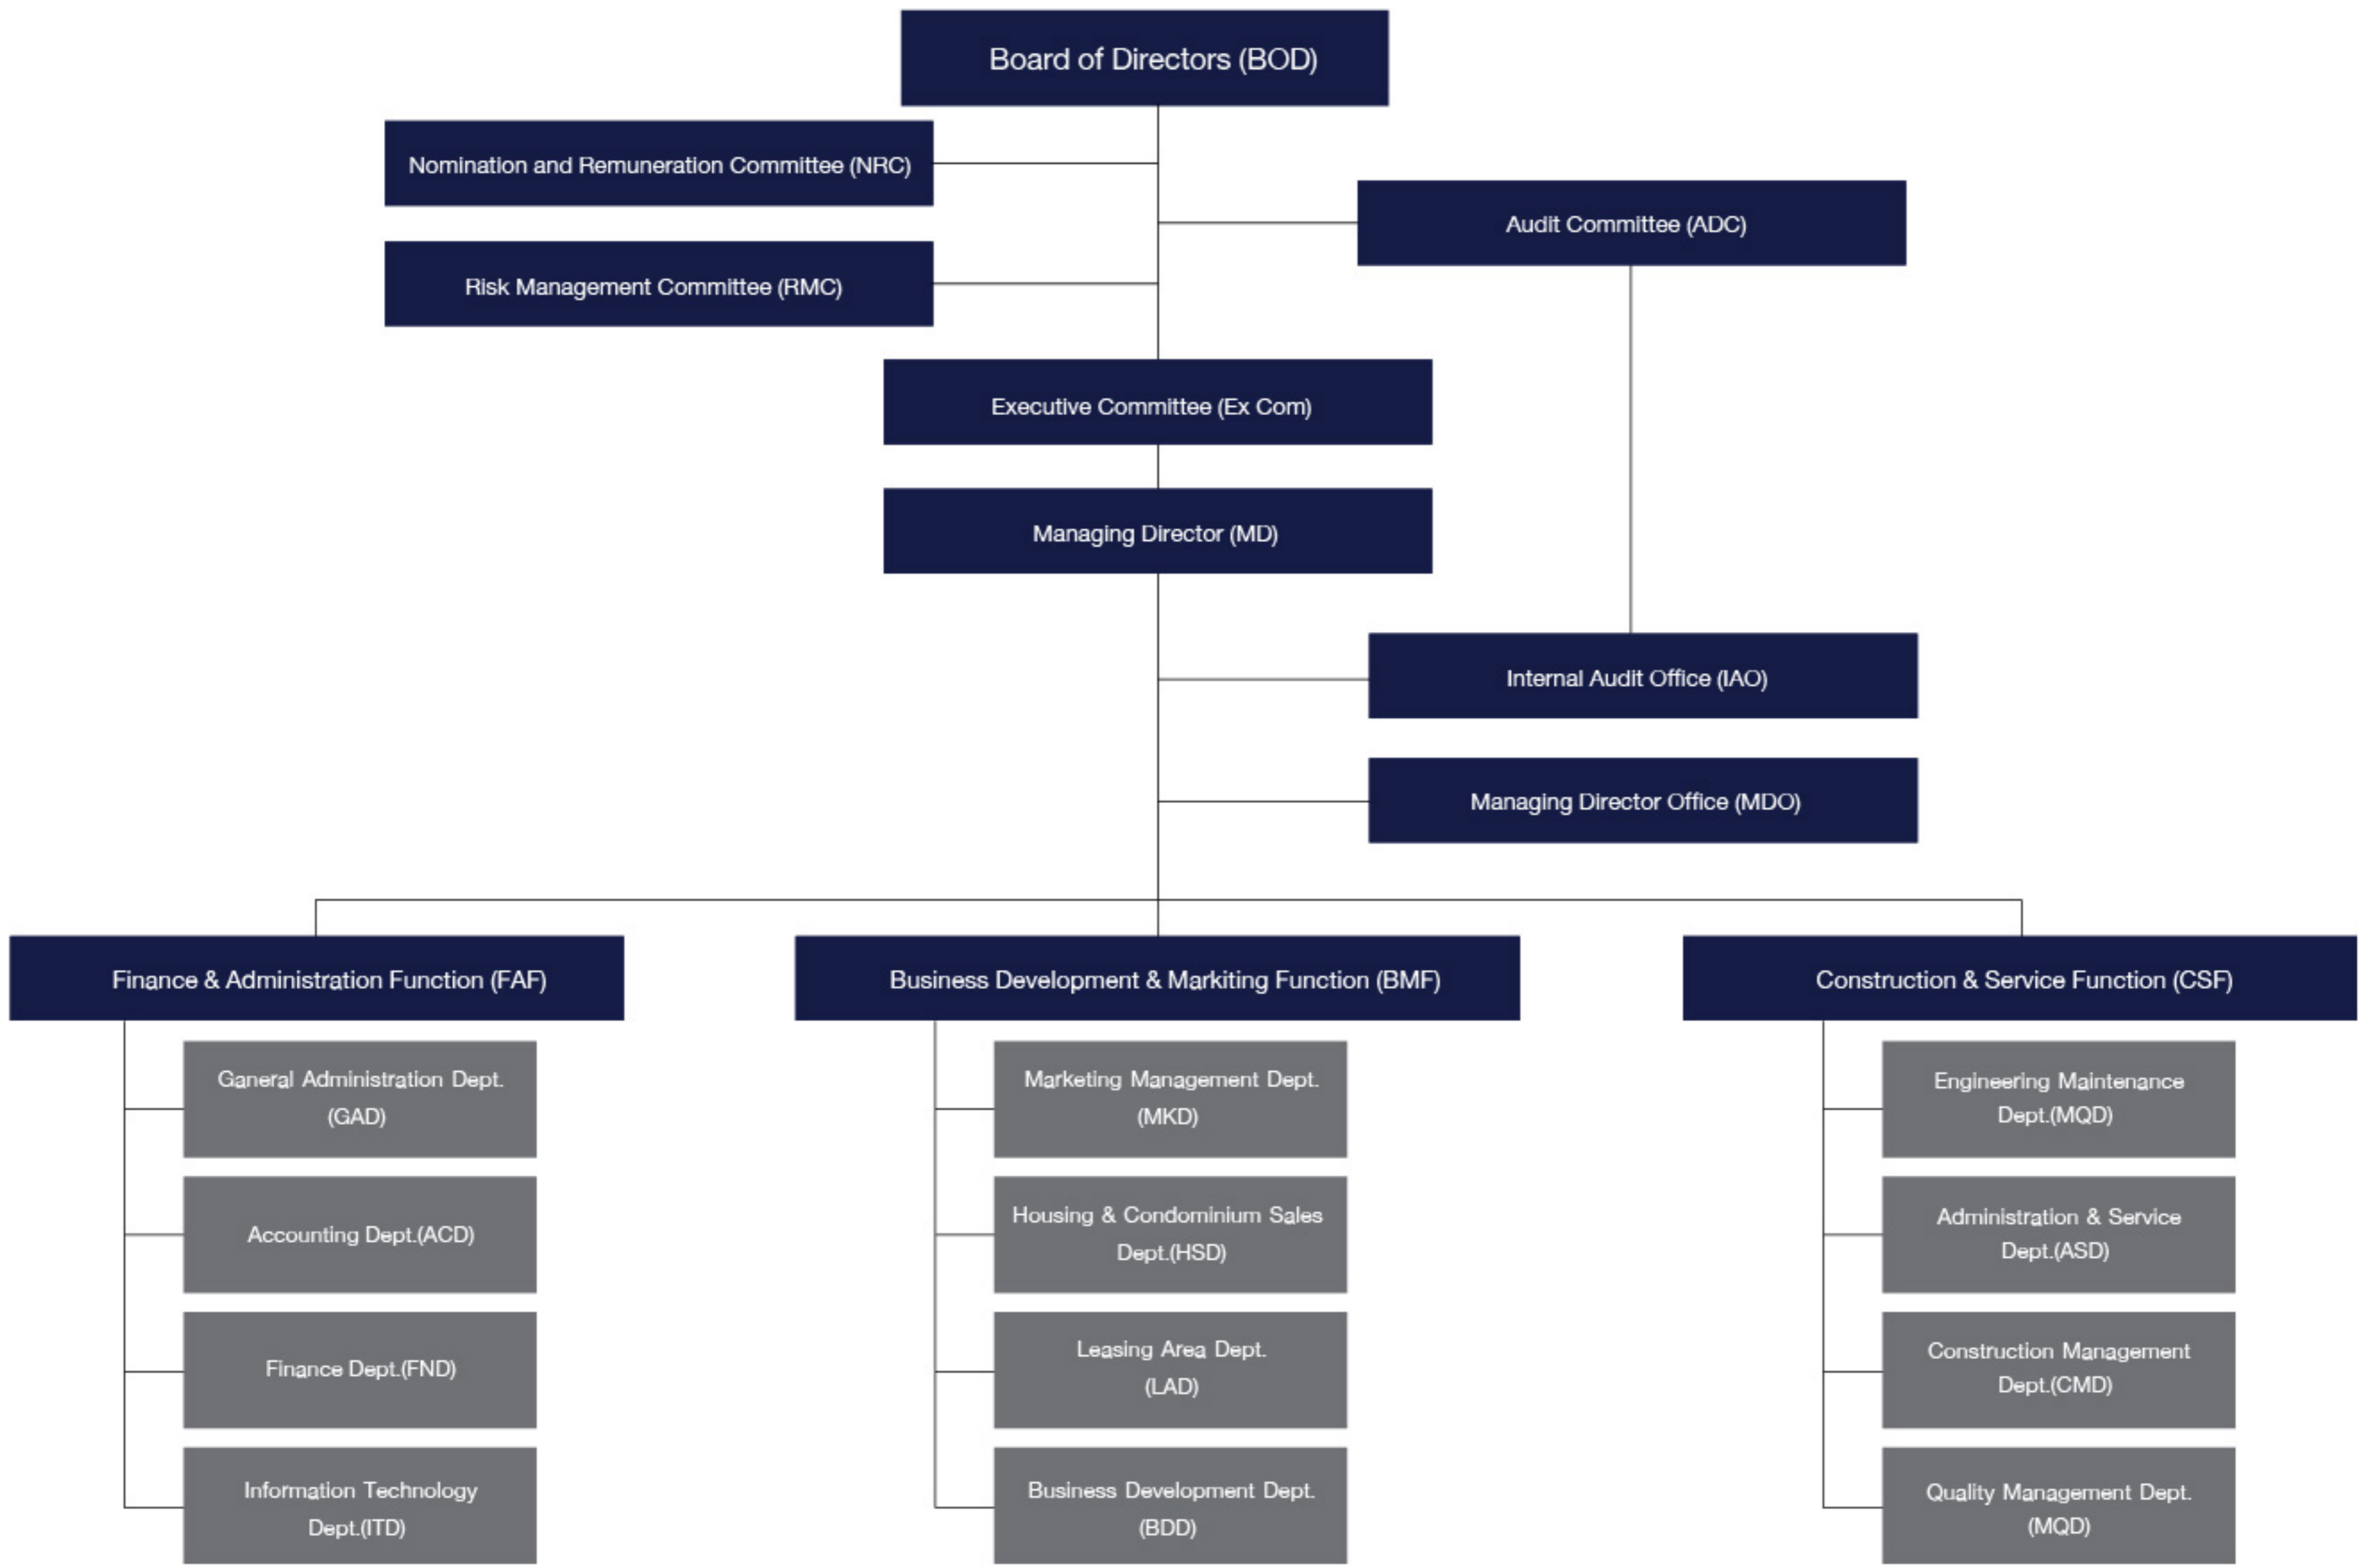 Board of Directors (BOD)
Nomination and Remuneration Committee (NRC)
Audit Committee (ADC)
Risk Management Committee (RMC)
Executive Committee (Ex Com)
Managing Director (MD)
Internal Audit Office (IAO)
Managing Director Office (MDO)
Finance & Administration Function (FAF)
Business Development & Markiting Function (BMF)
Construction & Service Function (CSF)
Ganeral Administration Dept.
(GAD)
Accounting Dept.(ACD)
Finance Dept.(FND)
Information Technology
Dept.(ITD)
Marketing Management Dept.
(MKD)
Housing & Condominium Sales
Dept.(HSD)
Leasing Area Dept.
(LAD)
Business Development Dept.
(BDD)
Engineering Maintenance
Dept.(MQD)
Administration & Service
Dept.(ASD)
Construction Management
Dept.(CMD)
Quality Management Dept.
(MQD)